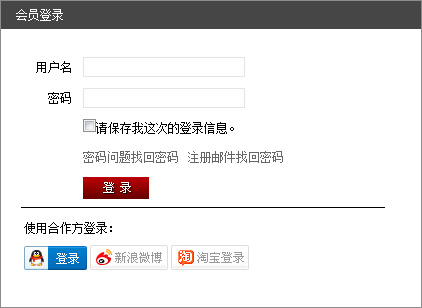 会员登录
用户名
密码
请保存我这次的登录信息。
密码问题找回密码 注册邮件找回密码
登 录
使用合作方登录：
登录 新浪微博 淘宝登录